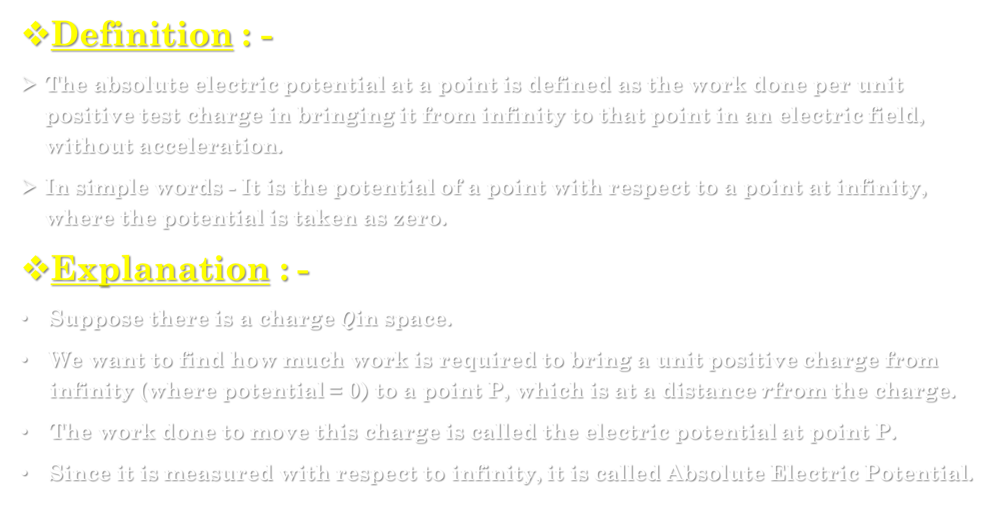 ❖Definition : -
➢ The absolute electric potential at a point is defined as the work done per unit
positive test charge in bringing it from infinity to that point in an electric field,
without acceleration.
➢ In simple words - It is the potential of a point with respect to a point at infinity,
where the potential is taken as zero.
❖Explanation : -
• Suppose there is a charge Qin space.
• We want to find how much work is required to bring a unit positive charge from
infinity (where potential = 0) to a point P, which is at a distance rfrom the charge.
• The work done to move this charge is called the electric potential at point P.
• Since it is measured with respect to infinity, it is called Absolute Electric Potential.